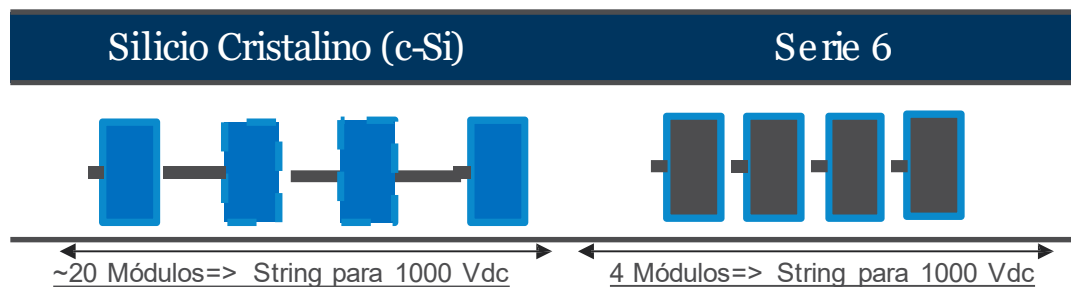 Silicio Cristalino (c-Si)
Serie 6
~20 Módulos=> String para 1000 Vdc
4 Módulos=> String para 1000 Vdc